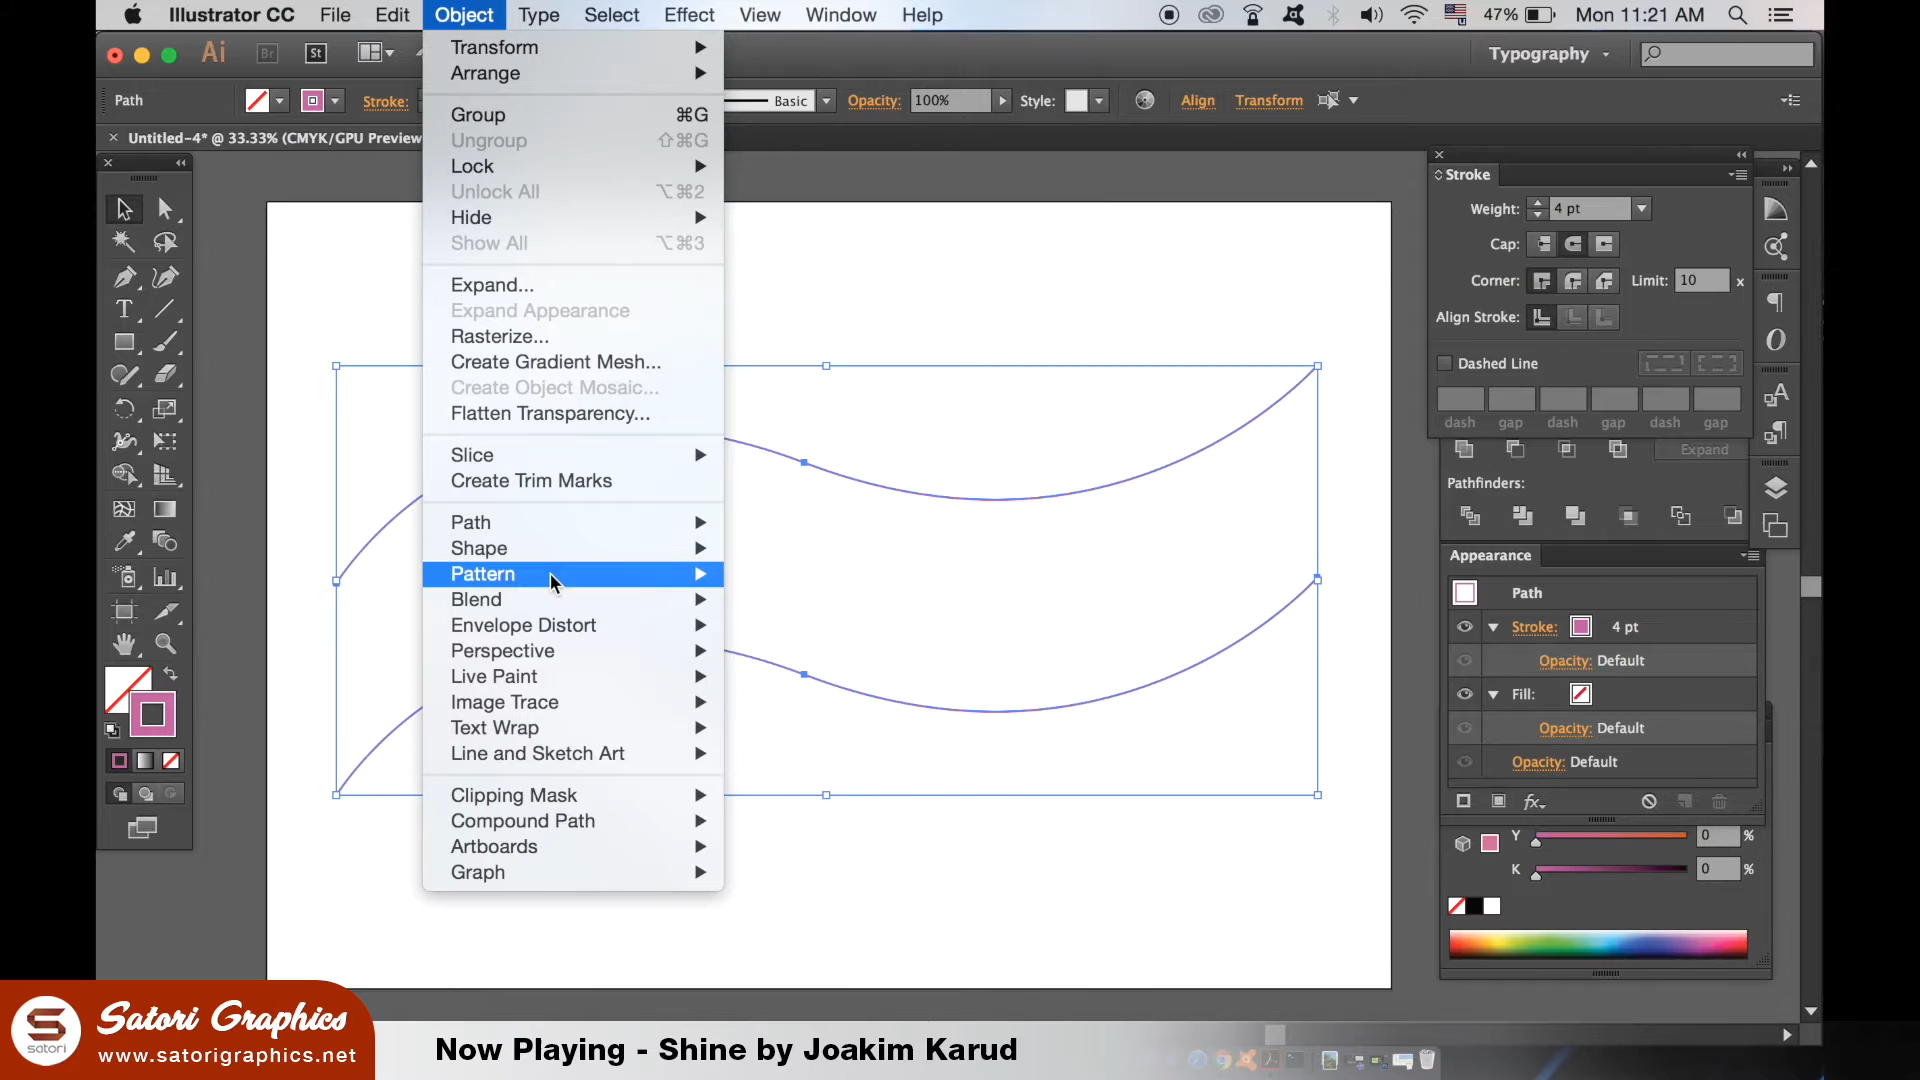 Illustrator CC File Edit Object Type Select Effect View Window Help 47% Mon 11:21 AM
Ai Br St Typography
Path Stroke: Basic Opacity: 100% Style: Align Transform
Untitled-4* @ 33.33% (CMYK/GPU Preview
Transform
Arrange
Group ⌘G
Ungroup ⇧⌘G
Lock
Unlock All ⌥⌘2
Hide
Show All ⌥⌘3
Expand...
Expand Appearance
Rasterize...
Create Gradient Mesh...
Create Object Mosaic...
Flatten Transparency...
Slice
Create Trim Marks
Path
Shape
Pattern
Blend
Envelope Distort
Perspective
Live Paint
Image Trace
Text Wrap
Line and Sketch Art
Clipping Mask
Compound Path
Artboards
Graph
Stroke
Weight: 4 pt
Cap:
Corner: Limit: 10 x
Align Stroke:
Dashed Line
dash gap dash gap dash gap
Expand
Pathfinders:
Appearance
Path
Stroke: 4 pt
Opacity: Default
Fill:
Opacity: Default
Opacity: Default
fx
Y 0 %
K 0 %
Satori Graphics
satori
www.satorigraphics.net
Now Playing - Shine by Joakim Karud